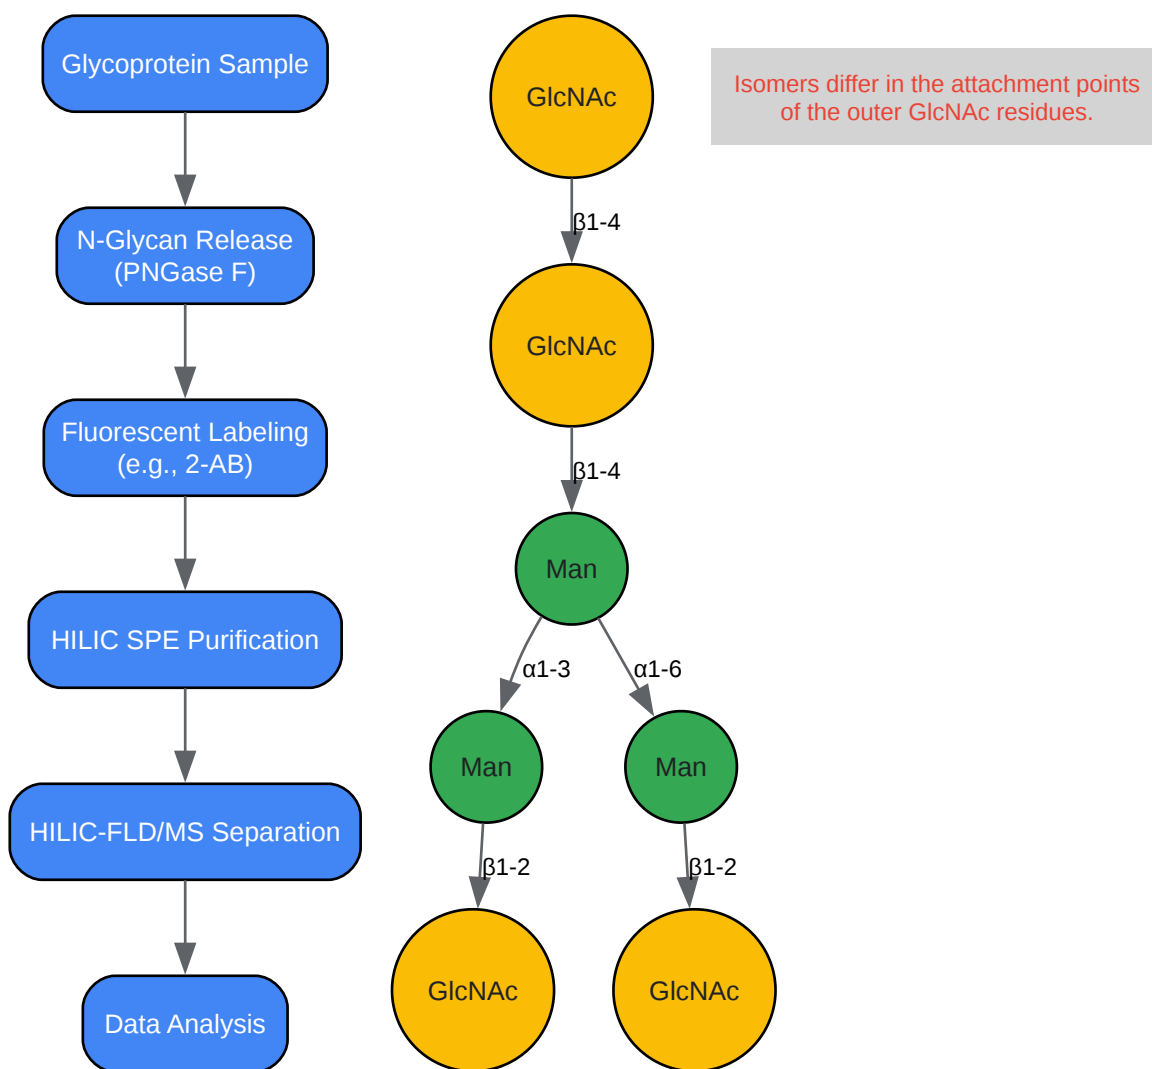 Glycoprotein Sample
N-Glycan Release
(PNGase F)
Fluorescent Labeling
(e.g., 2-AB)
HILIC SPE Purification
HILIC-FLD/MS Separation
Data Analysis
GlcNAc
β1-4
GlcNAc
β1-4
Man
α1-3
α1-6
Man
Man
β1-2
β1-2
GlcNAc
GlcNAc
Isomers differ in the attachment points
of the outer GlcNAc residues.